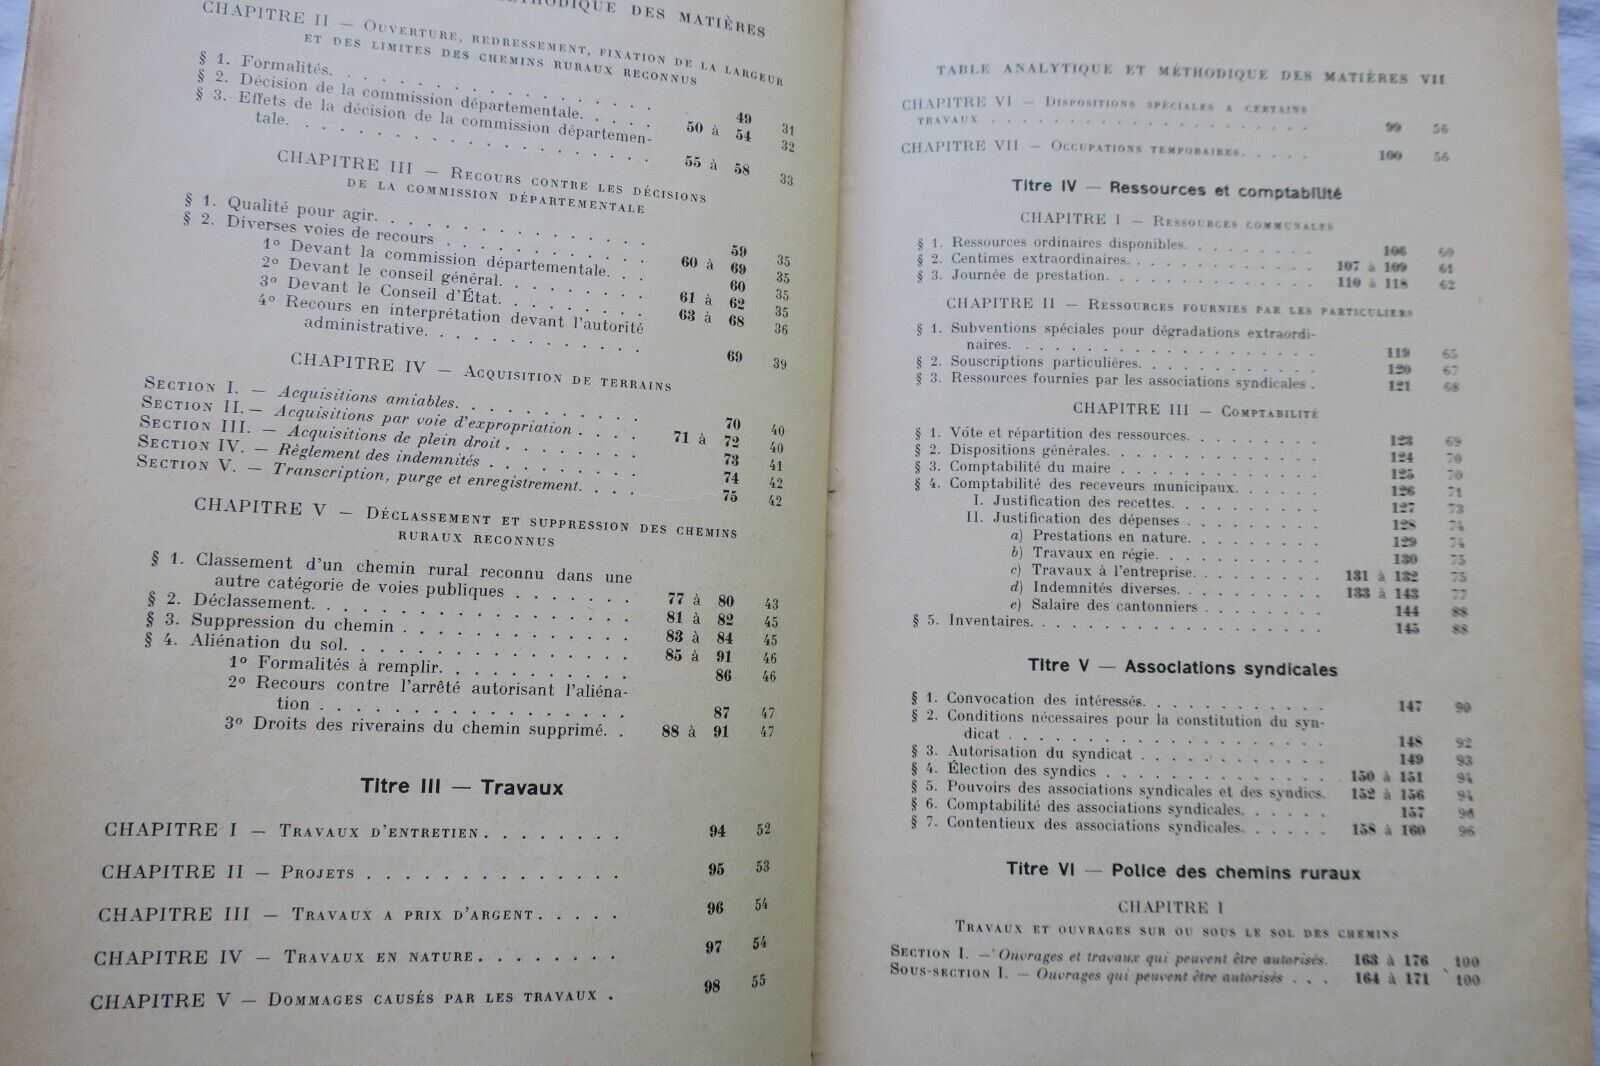 MÉTHODIQUE DES MATIÈRES
CHAPITRE II — Ouverture, redressement, fixation de la largeur
et des limites des chemins ruraux reconnus
§ 1. Formalités. . . . . . . . . . . . . . . 49 31
§ 2. Décision de la commission départementale. . . . . 50 à 54 32
§ 3. Effets de la décision de la commission départemen-
tale. . . . . . . . . . . . . . . . 55 à 58 33
CHAPITRE III — Recours contre les décisions
de la commission départementale
§ 1. Qualité pour agir. . . . . . . . . . . . . 59 35
§ 2. Diverses voies de recours . . . . . . . . . 60 à 69 35
1º Devant la commission départementale. . . 60 35
2º Devant le conseil général. . . . . . . . 61 à 62 35
3º Devant le Conseil d'État. . . . . . . . . 63 à 68 36
4º Recours en interprétation devant l'autorité
administrative. . . . . . . . . . . . 69 39
CHAPITRE IV — Acquisition de terrains
Section I. — Acquisitions amiables. . . . . . . . . . 70 40
Section II. — Acquisitions par voie d'expropriation . . . . 71 à 72 40
Section III. — Acquisitions de plein droit . . . . . . . 73 41
Section IV. — Règlement des indemnités . . . . . . . . 74 42
Section V. — Transcription, purge et enregistrement. . . . 75 42
CHAPITRE V — Déclassement et suppression des chemins
ruraux reconnus
§ 1. Classement d'un chemin rural reconnu dans une
autre catégorie de voies publiques . . . . . . . 77 à 80 43
§ 2. Déclassement. . . . . . . . . . . . . . . 81 à 82 45
§ 3. Suppression du chemin . . . . . . . . . . . 83 à 84 45
§ 4. Aliénation du sol. . . . . . . . . . . . . . 85 à 91 46
1º Formalités à remplir. . . . . . . . . . 86 46
2º Recours contre l'arrêté autorisant l'aliéna-
tion . . . . . . . . . . . . . . . . 87 47
3º Droits des riverains du chemin supprimé. . 88 à 91 47
Titre III — Travaux
CHAPITRE I — Travaux d'entretien. . . . . . . . 94 52
CHAPITRE II — Projets . . . . . . . . . . . . . . 95 53
CHAPITRE III — Travaux a prix d'argent. . . . . 96 54
CHAPITRE IV — Travaux en nature. . . . . . . . 97 54
CHAPITRE V — Dommages causés par les travaux . 98 55
TABLE ANALYTIQUE ET MÉTHODIQUE DES MATIÈRES VII
CHAPITRE VI — Dispositions spéciales a certains
travaux . . . . . . . . . . . . . . . . . 99 56
CHAPITRE VII — Occupations temporaires. . . . . 100 56
Titre IV — Ressources et comptabilité
CHAPITRE I — Ressources communales
§ 1. Ressources ordinaires disponibles. . . . . . . . 106 60
§ 2. Centimes extraordinaires. . . . . . . . . . . 107 à 109 61
§ 3. Journée de prestation. . . . . . . . . . . . 110 à 118 62
CHAPITRE II — Ressources fournies par les particuliers
§ 1. Subventions spéciales pour dégradations extraordi-
naires. . . . . . . . . . . . . . . . . . 119 65
§ 2. Souscriptions particulières. . . . . . . . . . . 120 67
§ 3. Ressources fournies par les associations syndicales . 121 68
CHAPITRE III — Comptabilité
§ 1. Vote et répartition des ressources. . . . . . . . 123 69
§ 2. Dispositions générales. . . . . . . . . . . . 124 70
§ 3. Comptabilité du maire . . . . . . . . . . . . 125 70
§ 4. Comptabilité des receveurs municipaux. . . . . . 126 71
I. Justification des recettes. . . . . . . . . 127 73
II. Justification des dépenses . . . . . . . . 128 74
a) Prestations en nature. . . . . . . . 129 74
b) Travaux en régie. . . . . . . . . . 130 75
c) Travaux à l'entreprise. . . . . . . . 131 à 132 75
d) Indemnités diverses. . . . . . . . . 133 à 143 77
e) Salaire des cantonniers . . . . . . . 144 88
§ 5. Inventaires. . . . . . . . . . . . . . . . . 145 88
Titre V — Associations syndicales
§ 1. Convocation des intéressés. . . . . . . . . . . 147 90
§ 2. Conditions nécessaires pour la constitution du syn-
dicat . . . . . . . . . . . . . . . . . . 148 92
§ 3. Autorisation du syndicat . . . . . . . . . . . 149 93
§ 4. Élection des syndics . . . . . . . . . . . . . 150 à 151 94
§ 5. Pouvoirs des associations syndicales et des syndics. 152 à 156 94
§ 6. Comptabilité des associations syndicales. . . . . 157 96
§ 7. Contentieux des associations syndicales. . . . . 158 à 160 96
Titre VI — Police des chemins ruraux
CHAPITRE I
Travaux et ouvrages sur ou sous le sol des chemins
Section I. — Ouvrages et travaux qui peuvent être autorisés. 163 à 176 100
Sous-section I. — Ouvrages qui peuvent être autorisés . . . 164 à 171 100